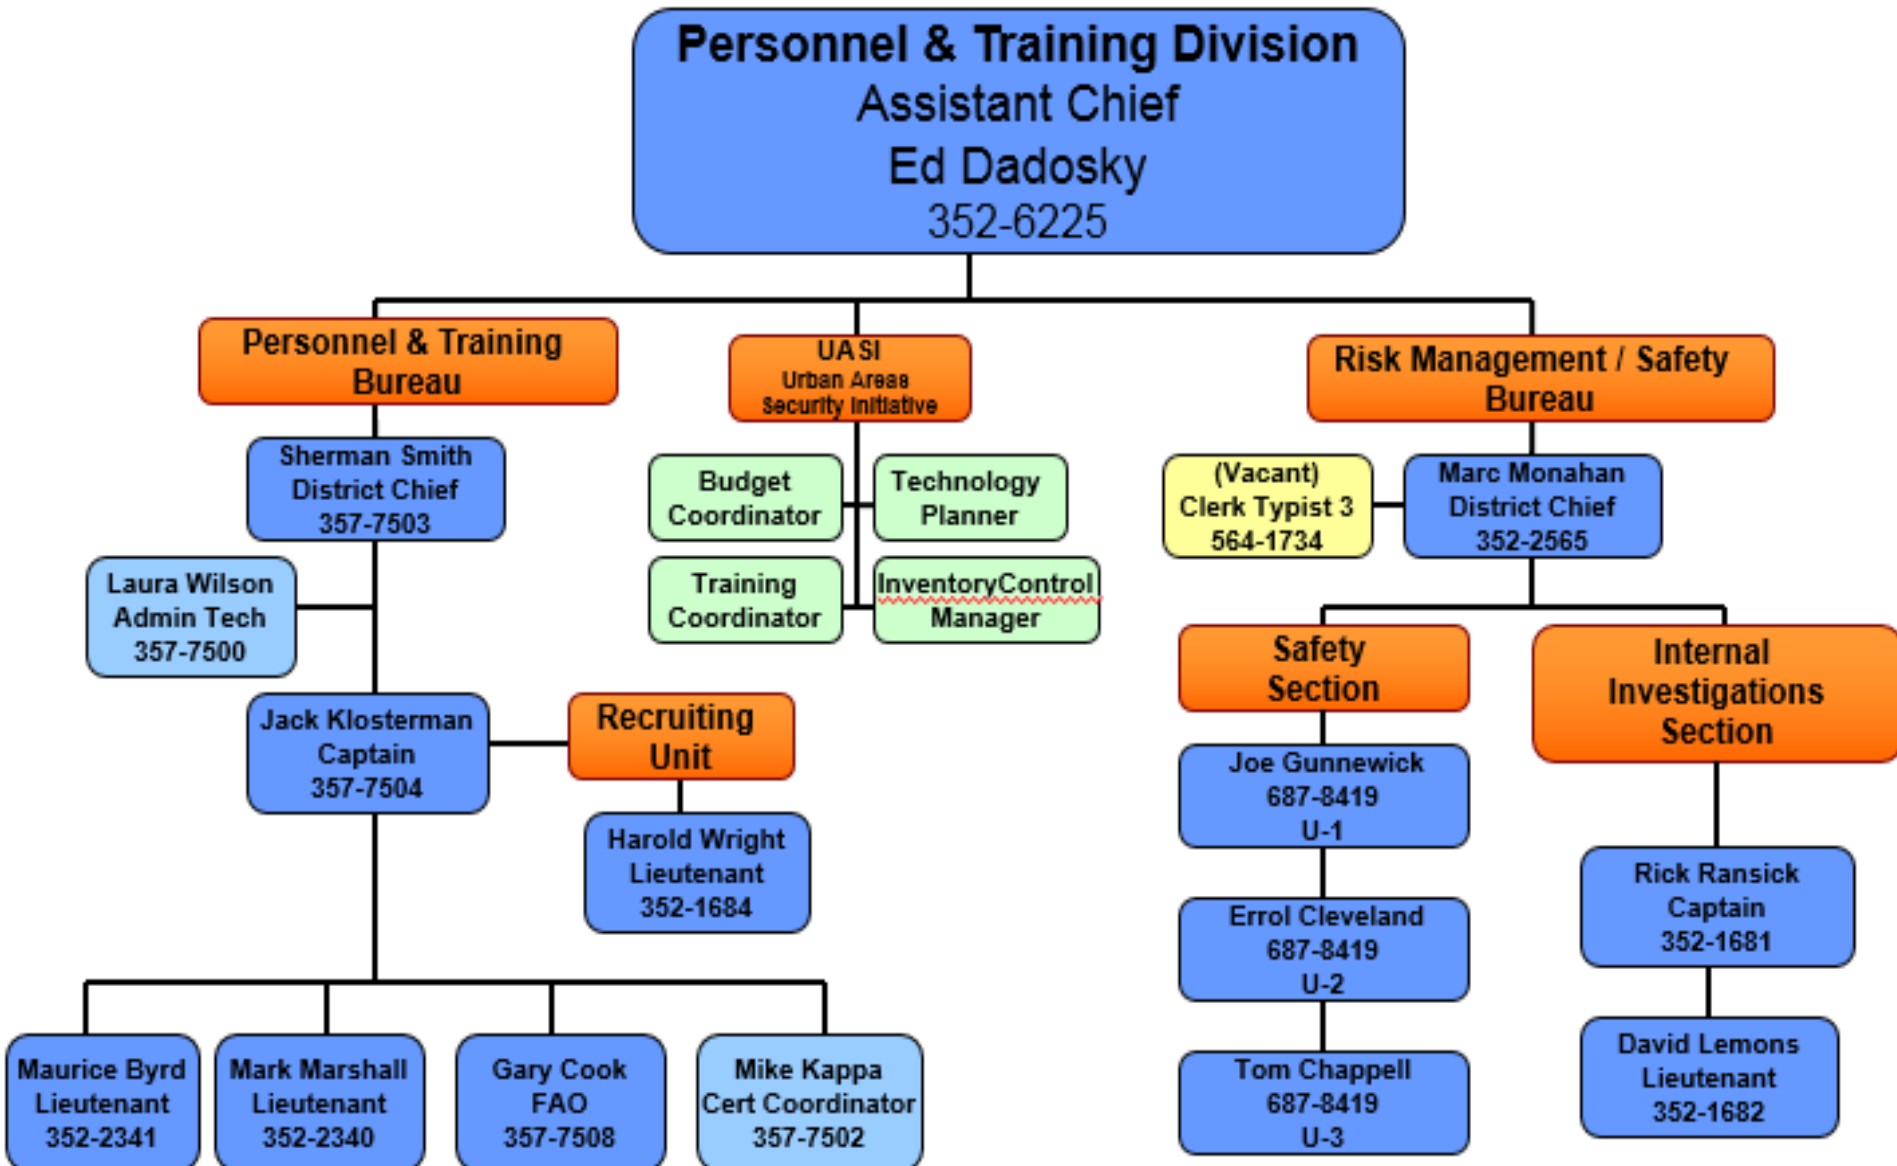 Personnel & Training Division
Assistant Chief
Ed Dadosky
352-6225
Personnel & Training
Bureau
UASI
Urban Areas
Security Initiative
Risk Management / Safety
Bureau
Sherman Smith
District Chief
357-7503
Budget
Coordinator
Technology
Planner
(Vacant)
Clerk Typist 3
564-1734
Marc Monahan
District Chief
352-2565
Laura Wilson
Admin Tech
357-7500
Training
Coordinator
InventoryControl
Manager
Safety
Section
Internal
Investigations
Section
Jack Klosterman
Captain
357-7504
Recruiting
Unit
Harold Wright
Lieutenant
352-1684
Joe Gunnewick
687-8419
U-1
Errol Cleveland
687-8419
U-2
Tom Chappell
687-8419
U-3
Rick Ransick
Captain
352-1681
David Lemons
Lieutenant
352-1682
Maurice Byrd
Lieutenant
352-2341
Mark Marshall
Lieutenant
352-2340
Gary Cook
FAO
357-7508
Mike Kappa
Cert Coordinator
357-7502